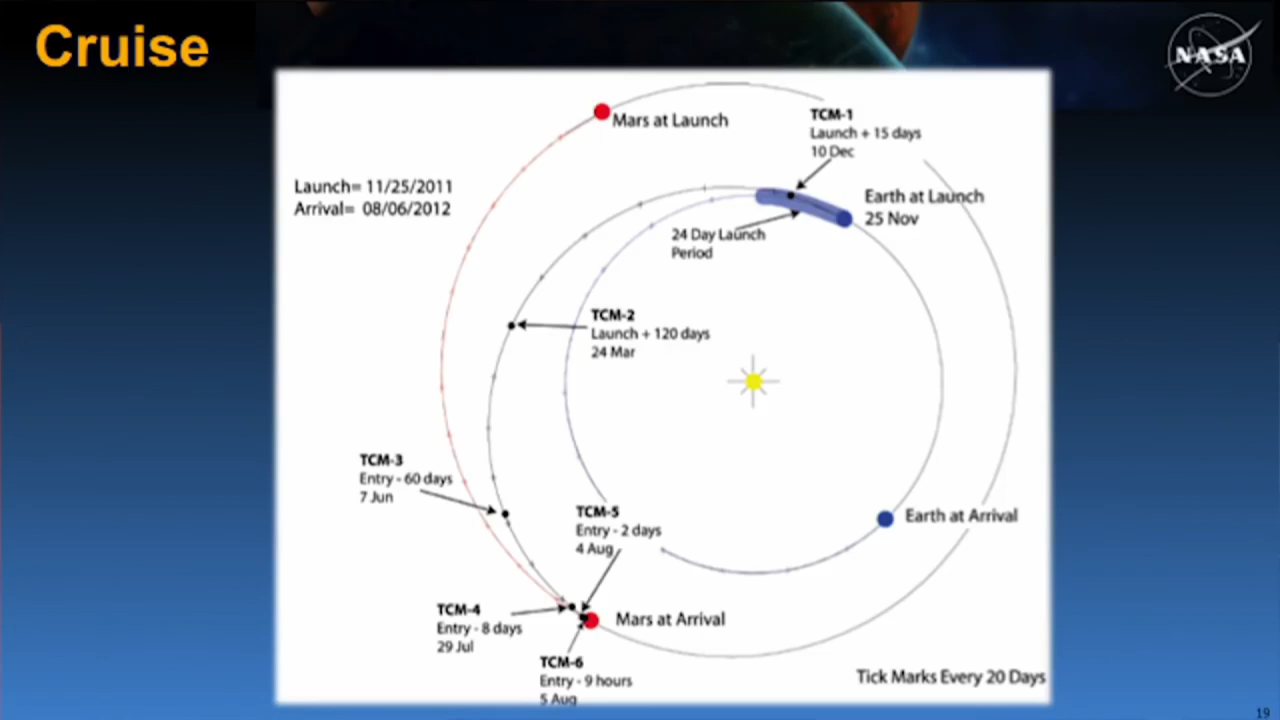 Cruise
NASA
Mars at Launch
TCM-1
Launch + 15 days
10 Dec
Launch= 11/25/2011
Arrival= 08/06/2012
Earth at Launch
25 Nov
24 Day Launch
Period
TCM-2
Launch + 120 days
24 Mar
TCM-3
Entry - 60 days
7 Jun
TCM-5
Entry - 2 days
4 Aug
Earth at Arrival
TCM-4
Entry - 8 days
29 Jul
Mars at Arrival
TCM-6
Entry - 9 hours
5 Aug
Tick Marks Every 20 Days
19